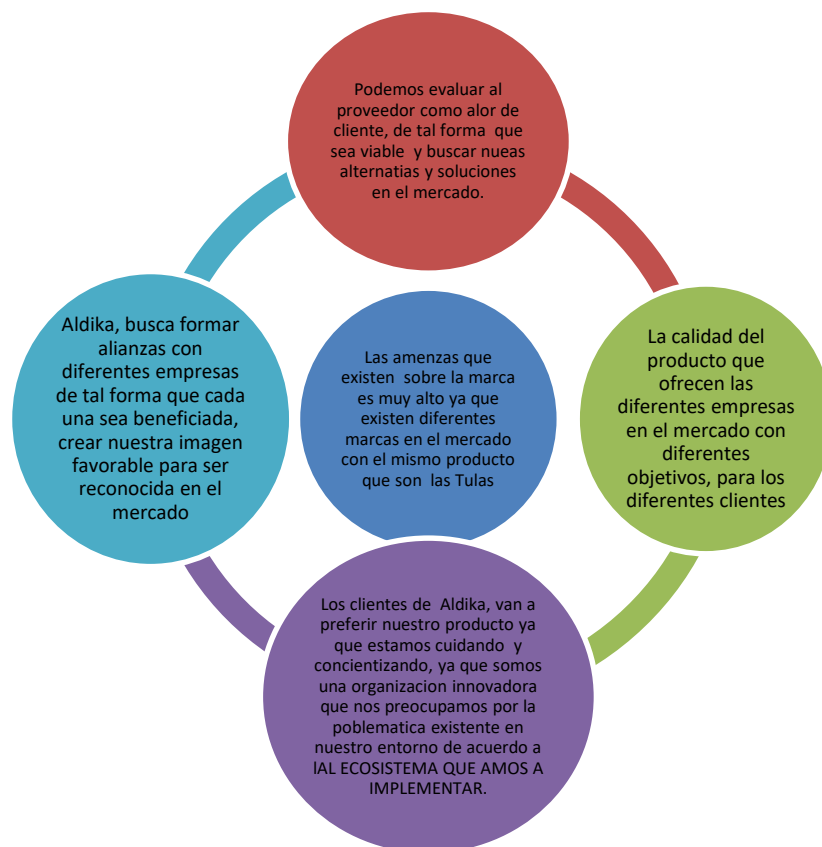 Podemos evaluar al
proveedor como alor de
cliente, de tal forma que
sea viable y buscar nueas
alternatias y soluciones
en el mercado.
Aldika, busca formar
alianzas con
diferentes empresas
de tal forma que cada
una sea beneficiada,
crear nuestra imagen
favorable para ser
reconocida en el
mercado
Las amenzas que
existen sobre la marca
es muy alto ya que
existen diferentes
marcas en el mercado
con el mismo producto
que son las Tulas
La calidad del
producto que
ofrecen las
diferentes empresas
en el mercado con
diferentes
objetivos, para los
diferentes clientes
Los clientes de Aldika, van a
preferir nuestro producto ya
que estamos cuidando y
concientizando, ya que somos
una organizacion innovadora
que nos preocupamos por la
poblematica existente en
nuestro entorno de acuerdo a
lAL ECOSISTEMA QUE AMOS A
IMPLEMENTAR.